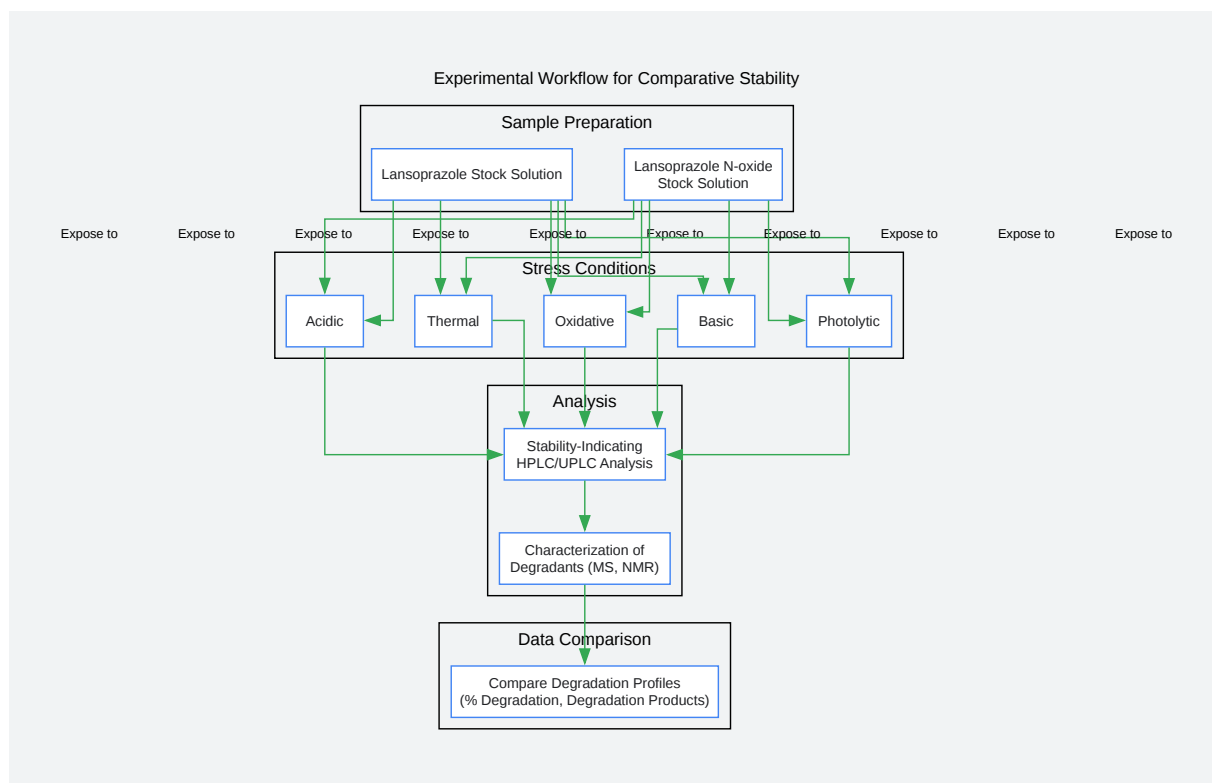 Experimental Workflow for Comparative Stability
Sample Preparation
Lansoprazole Stock Solution
Lansoprazole N-oxide
Stock Solution
Expose to
Expose to
Expose to
Expose to
Expose to
Expose to
Expose to
Expose to
Expose to
Expose to
Stress Conditions
Acidic
Thermal
Oxidative
Basic
Photolytic
Analysis
Stability-Indicating
HPLC/UPLC Analysis
Characterization of
Degradants (MS, NMR)
Data Comparison
Compare Degradation Profiles
(% Degradation, Degradation Products)